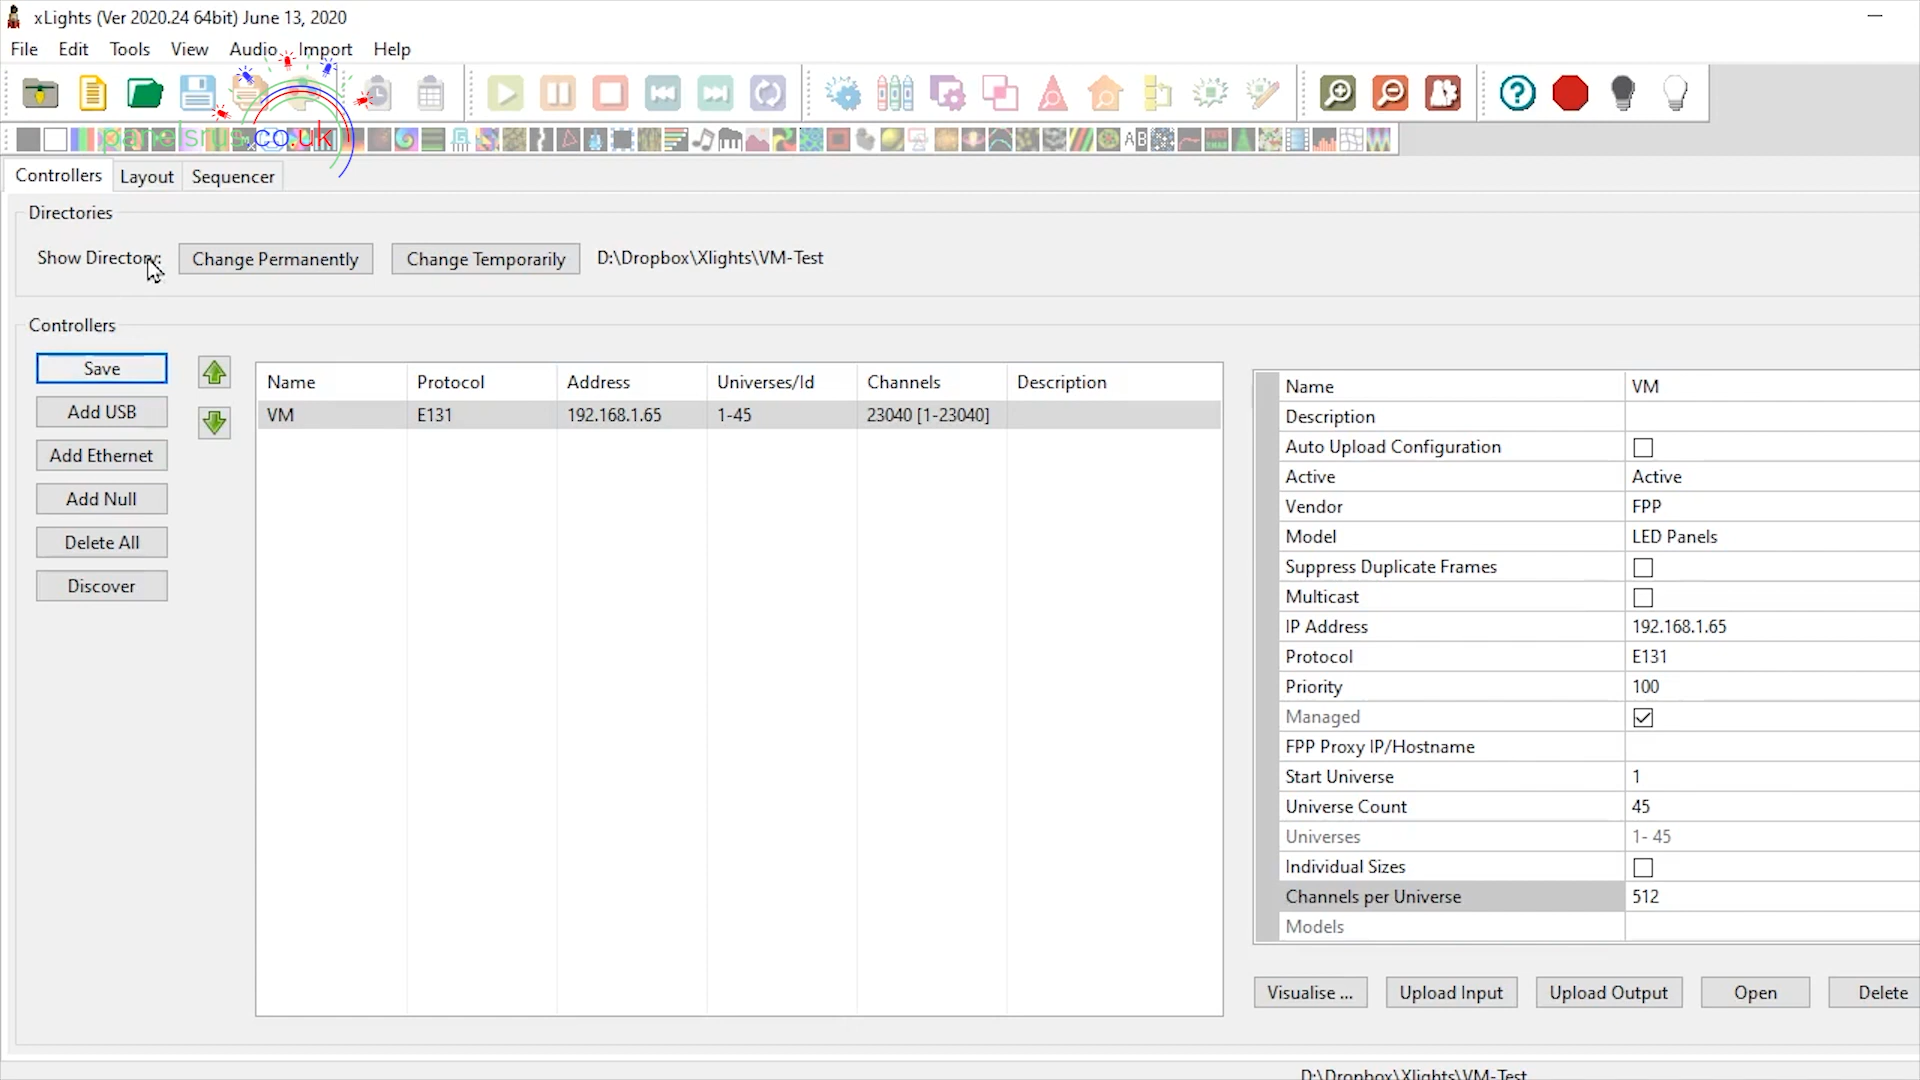 xLights (Ver 2020.24 64bit) June 13, 2020
File Edit Tools View Audio Import Help
panelsrus.co.uk
Controllers Layout Sequencer
Directories
Show Directory: Change Permanently Change Temporarily D:\Dropbox\Xlights\VM-Test
Controllers
Save
Add USB
Add Ethernet
Add Null
Delete All
Discover
Name Protocol Address Universes/Id Channels Description
VM E131 192.168.1.65 1-45 23040 [1-23040]
Name VM
Description
Auto Upload Configuration
Active Active
Vendor FPP
Model LED Panels
Suppress Duplicate Frames
Multicast
IP Address 192.168.1.65
Protocol E131
Priority 100
Managed
FPP Proxy IP/Hostname
Start Universe 1
Universe Count 45
Universes 1- 45
Individual Sizes
Channels per Universe 512
Models
Visualise ... Upload Input Upload Output Open Delete
D:\Dropbox\Xlights\VM-Test